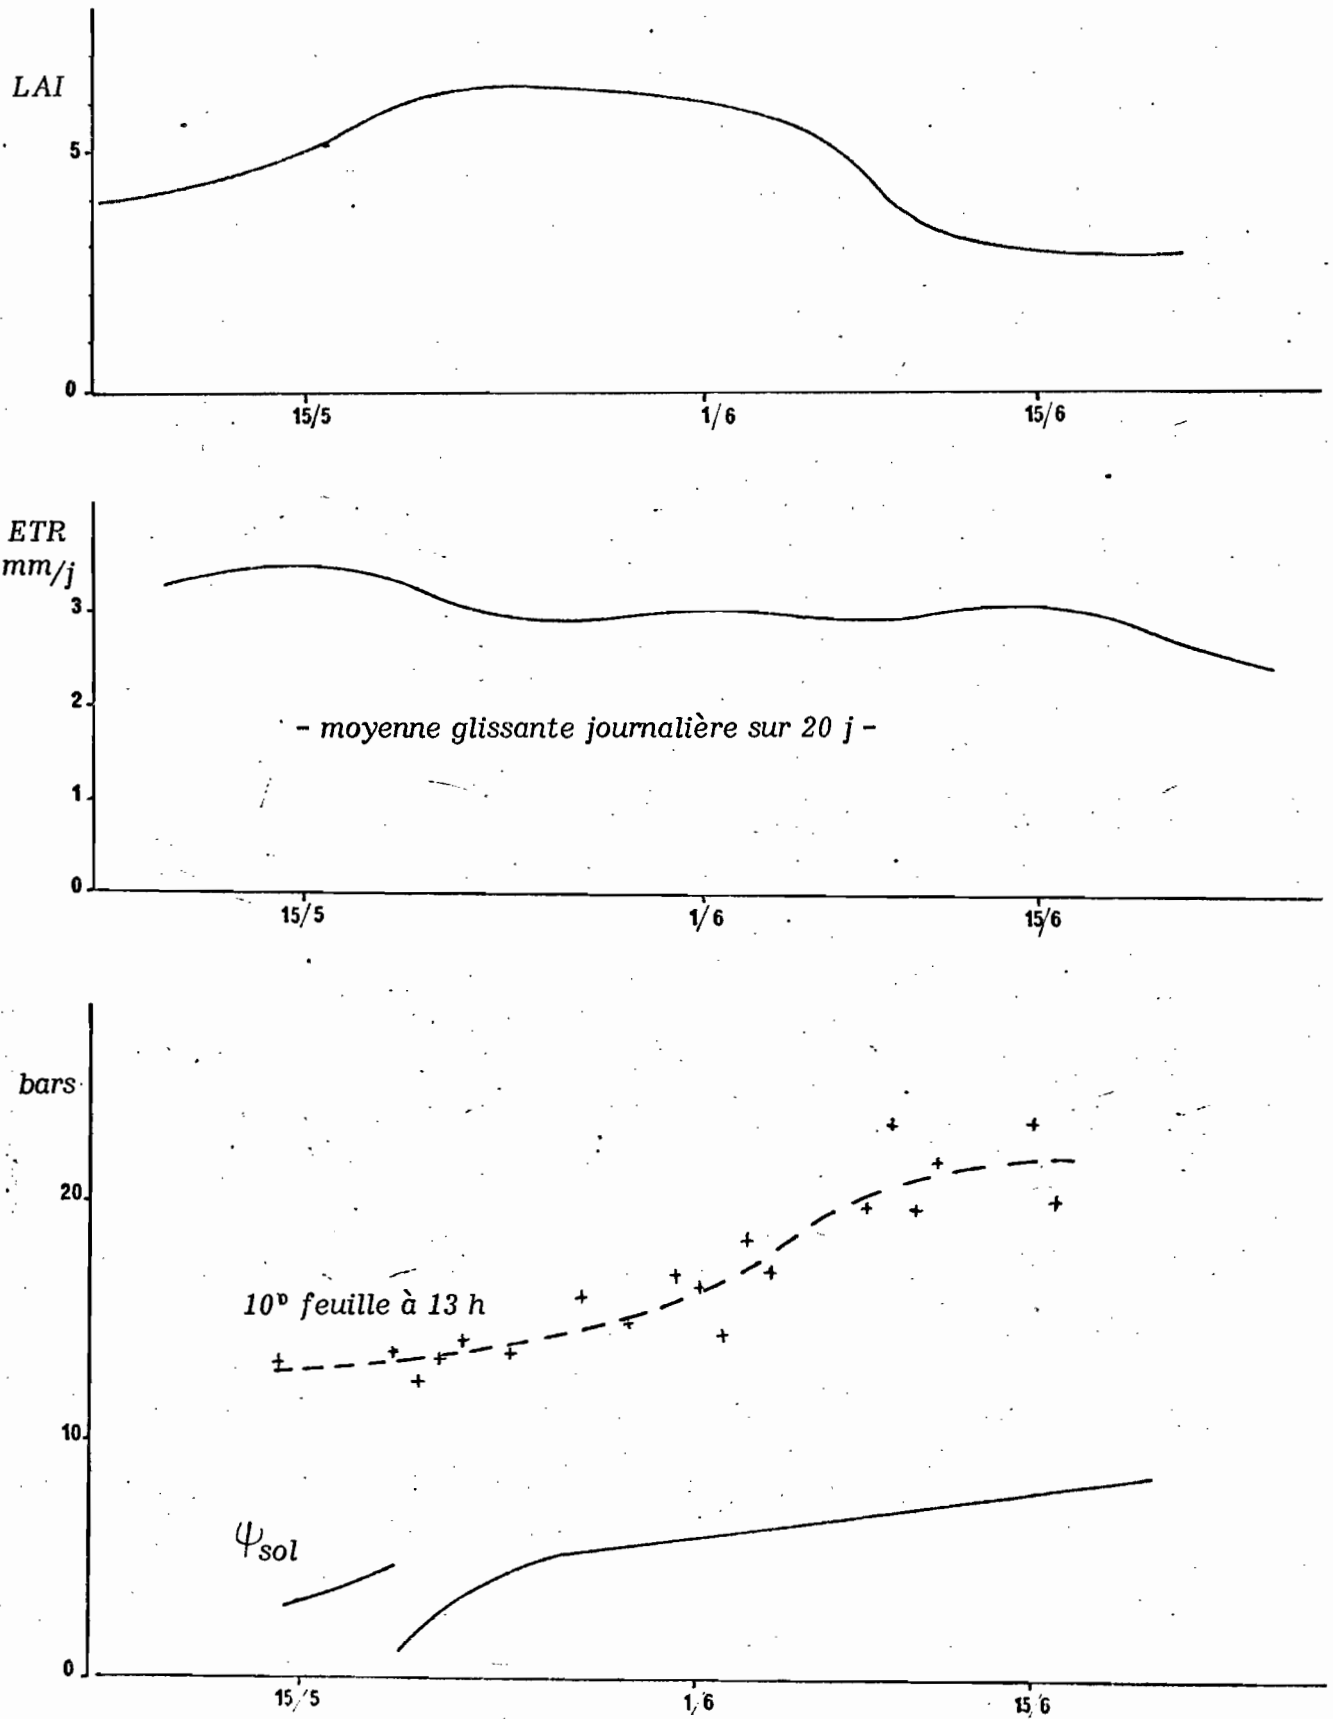 LAI
5
0
15/5 1/6 15/6
ETR
mm/j
3
2
- moyenne glissante journalière sur 20 j -
1
0
15/5 1/6 15/6
bars
20
10ᵉ feuille à 13 h
10
ψsol
0
15/5 1/6 15/6